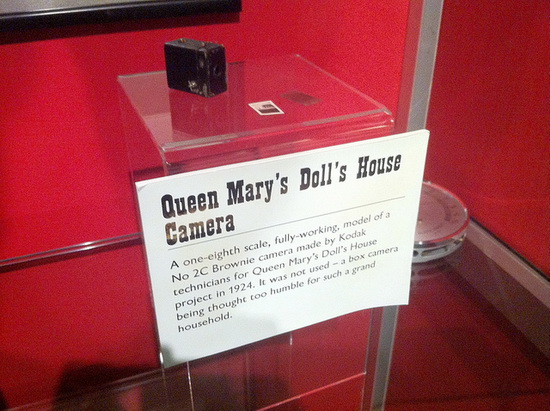 Queen Mary's Doll's House
Camera
A one-eighth scale, fully-working, model of a
No 2C Brownie camera made by Kodak
technicians for Queen Mary's Doll's House
project in 1924. It was not used – a box camera
being thought too humble for such a grand
household.